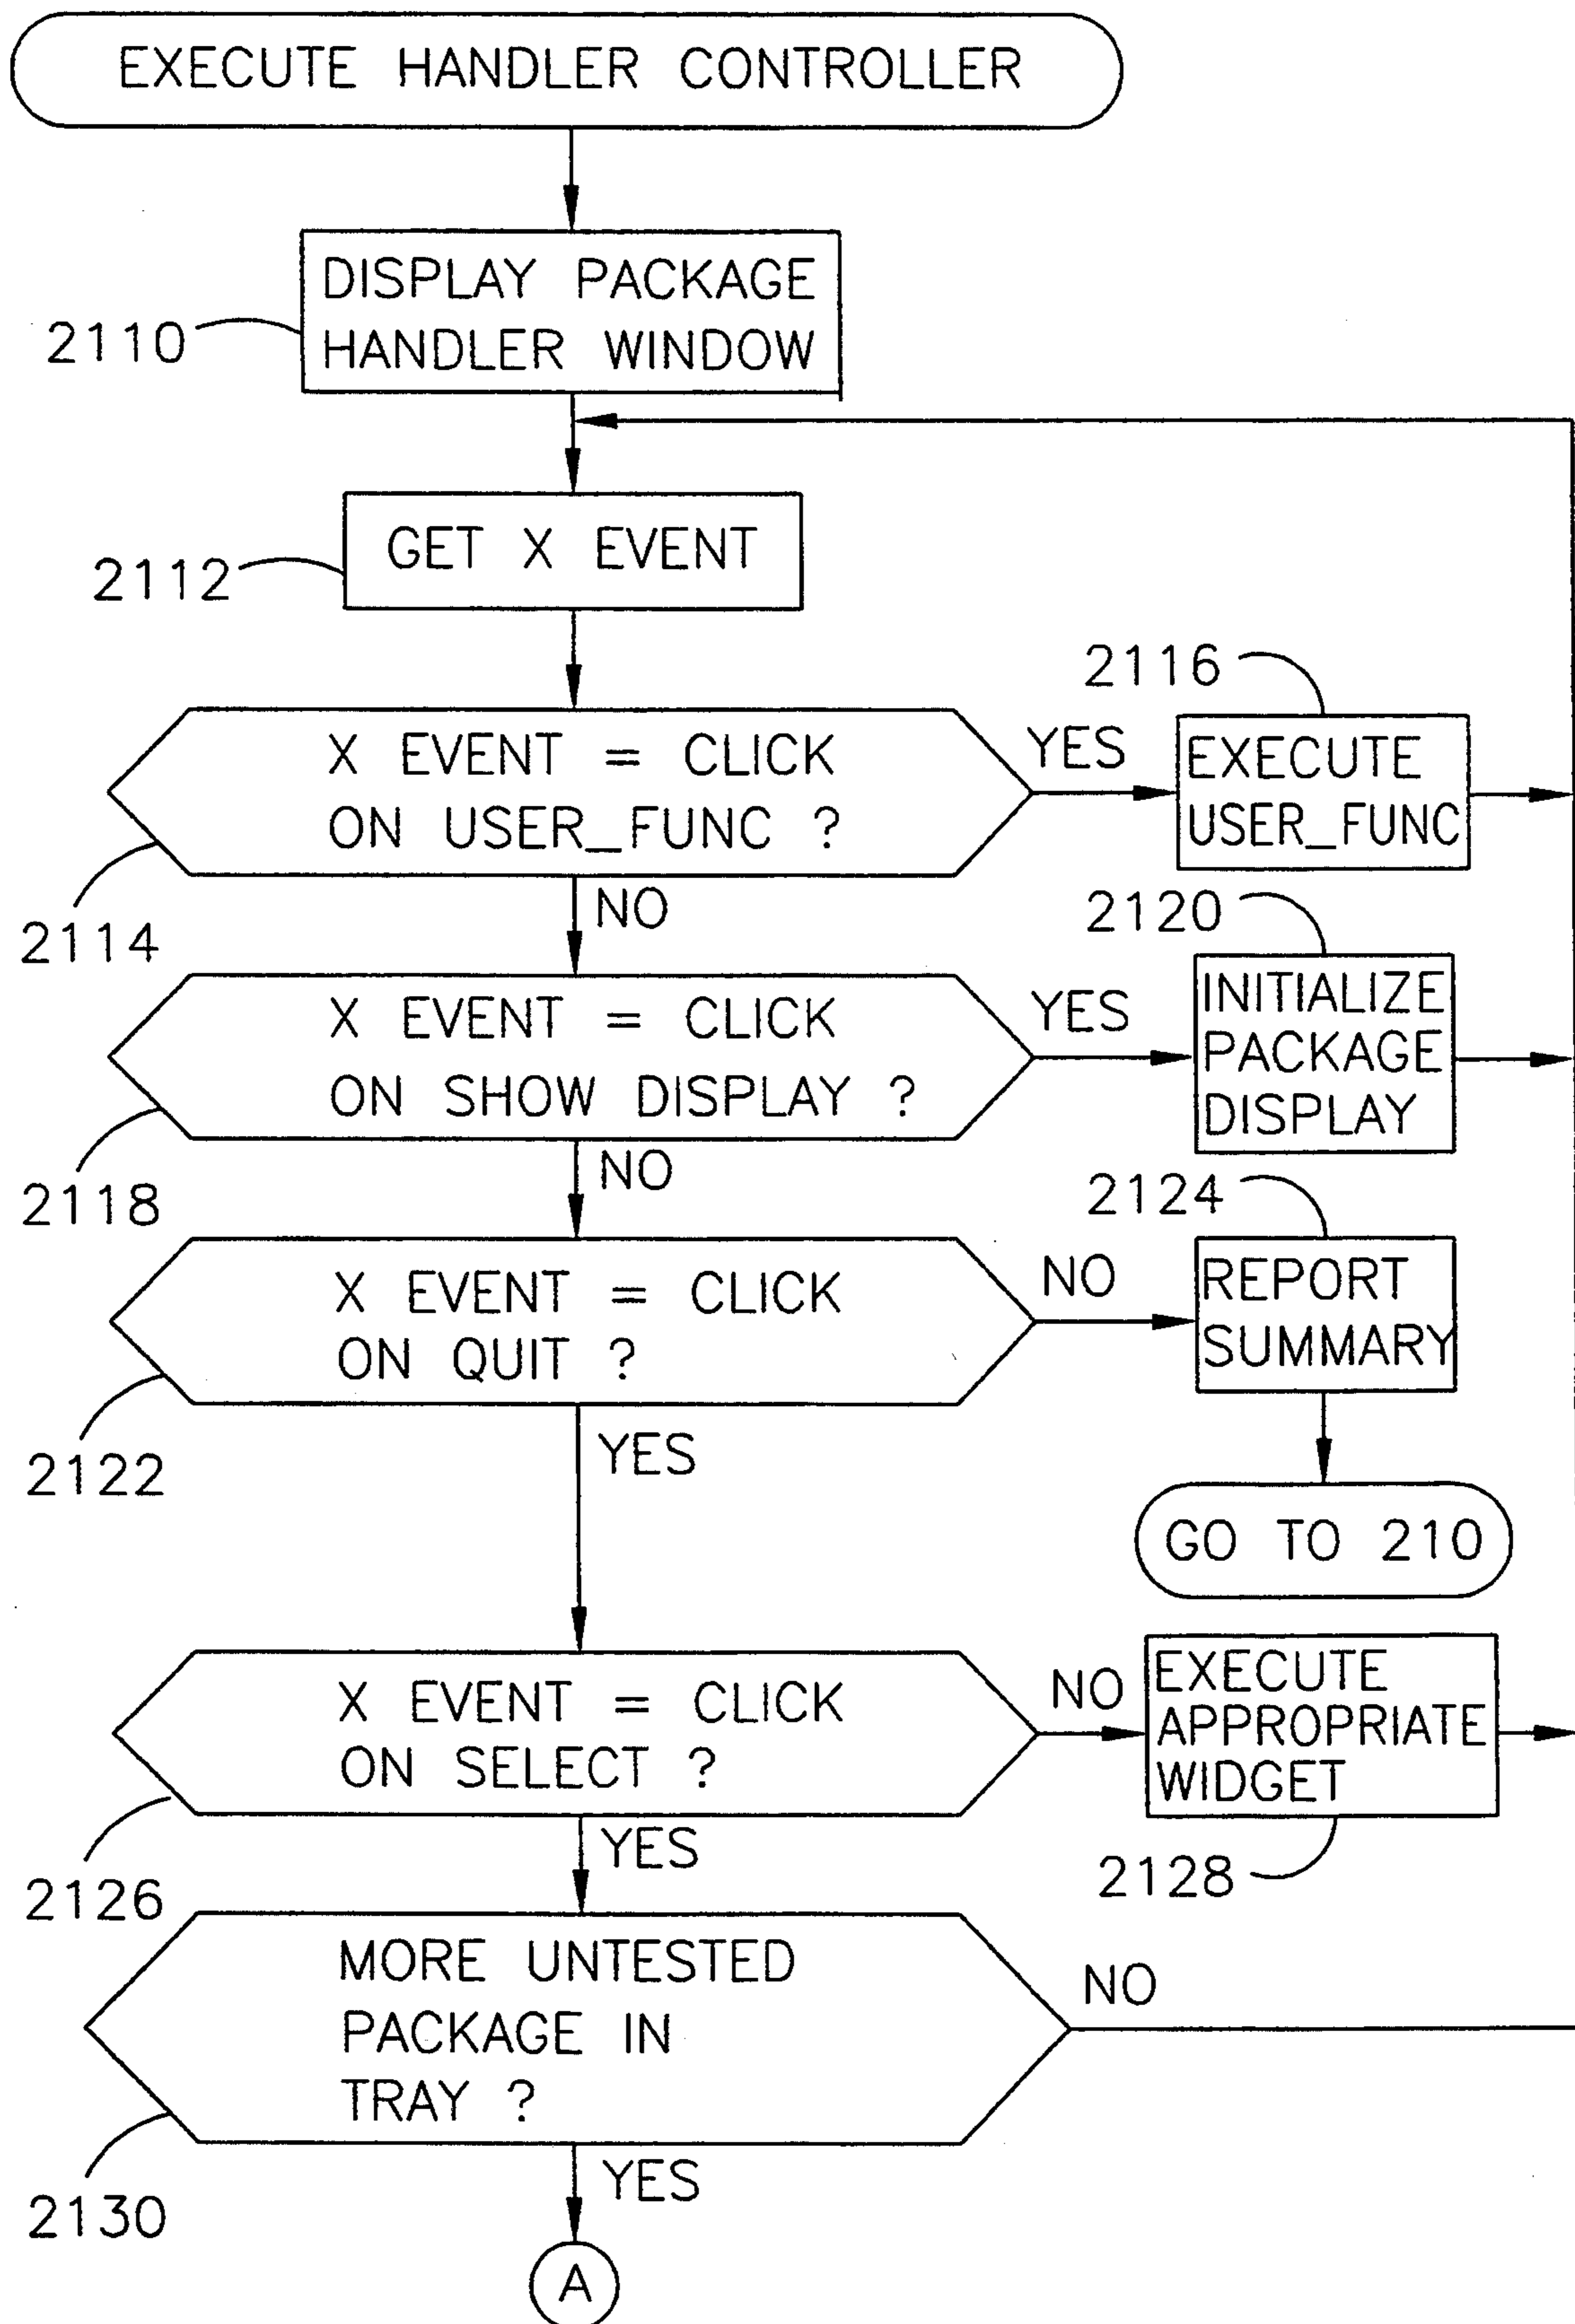 EXECUTE HANDLER CONTROLLER
DISPLAY PACKAGE
HANDLER WINDOW
2110
GET X EVENT
2112
2116
X EVENT = CLICK
ON USER_FUNC ?
YES
EXECUTE
USER_FUNC
2114
NO
2120
X EVENT = CLICK
ON SHOW DISPLAY ?
YES
INITIALIZE
PACKAGE
DISPLAY
2118
NO
2124
X EVENT = CLICK
ON QUIT ?
NO
REPORT
SUMMARY
2122
YES
GO TO 210
X EVENT = CLICK
ON SELECT ?
NO
EXECUTE
APPROPRIATE
WIDGET
2126
YES
2128
MORE UNTESTED
PACKAGE IN
TRAY ?
NO
2130
YES
A